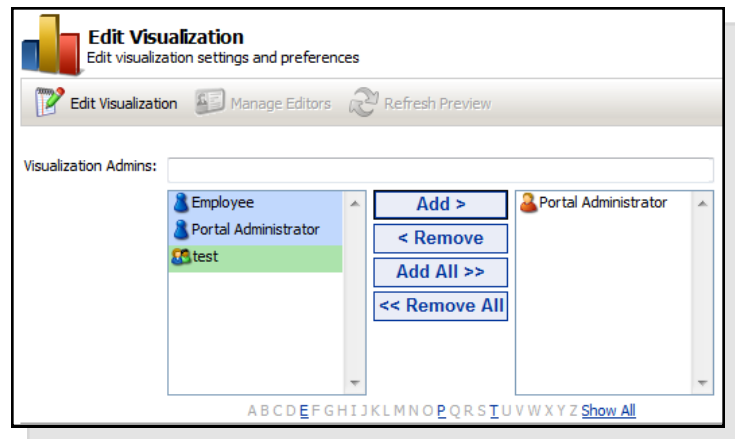 Edit Visualization
Edit visualization settings and preferences
Edit Visualization Manage Editors Refresh Preview
Visualization Admins:
Employee
Portal Administrator
test
Add >
< Remove
Add All >>
<< Remove All
Portal Administrator
A B C D E F G H I J K L M N O P Q R S T U V W X Y Z Show All